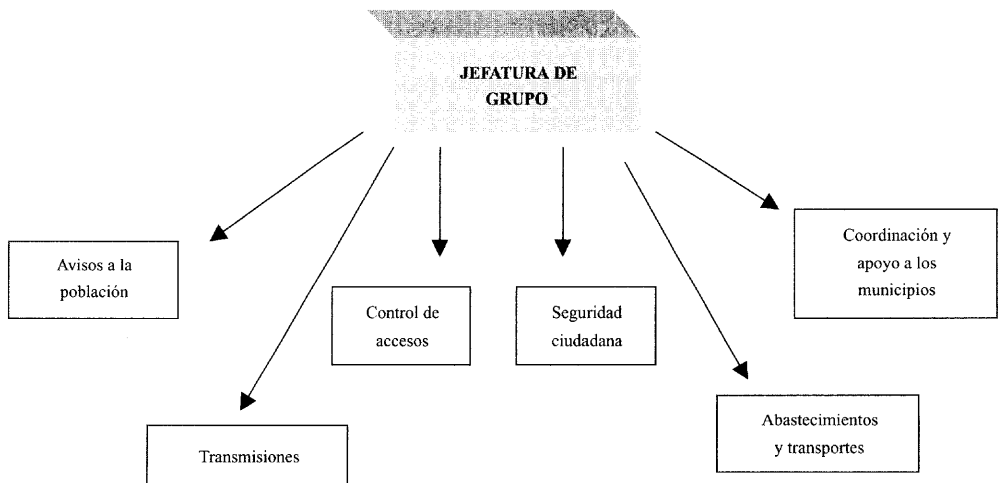 JEFATURA DE
GRUPO
Avisos a la
población
Transmisiones
Control de
accesos
Seguridad
ciudadana
Abastecimientos
y transportes
Coordinación y
apoyo a los
municipios